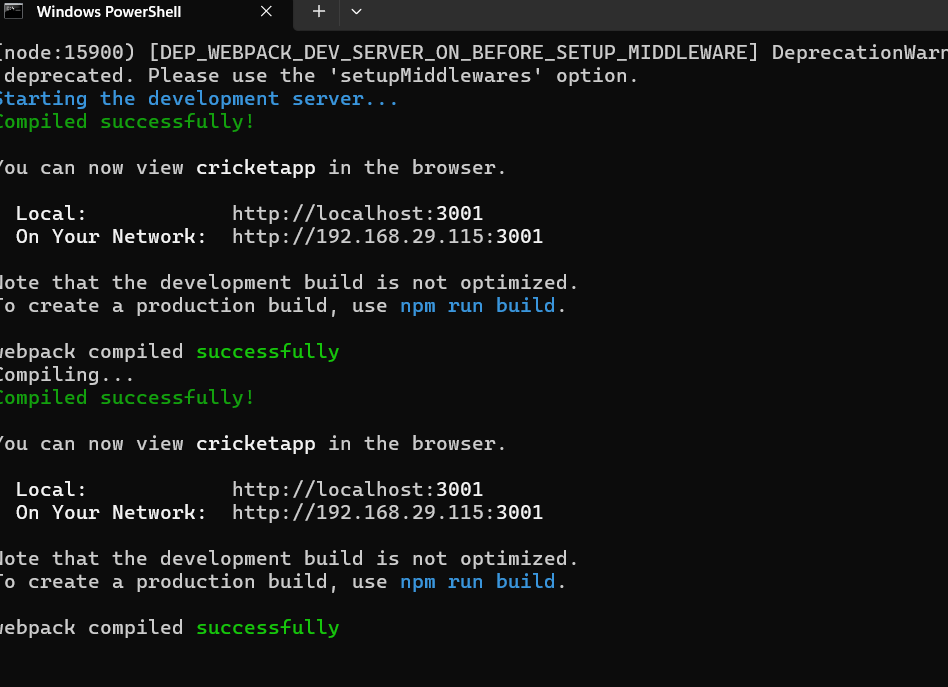 Windows PowerShell
(node:15900) [DEP_WEBPACK_DEV_SERVER_ON_BEFORE_SETUP_MIDDLEWARE] DeprecationWarn
deprecated. Please use the 'setupMiddlewares' option.
Starting the development server...
Compiled successfully!
You can now view cricketapp in the browser.
Local: http://localhost:3001
On Your Network: http://192.168.29.115:3001
Note that the development build is not optimized.
To create a production build, use npm run build.
webpack compiled successfully
Compiling...
Compiled successfully!
You can now view cricketapp in the browser.
Local: http://localhost:3001
On Your Network: http://192.168.29.115:3001
Note that the development build is not optimized.
To create a production build, use npm run build.
webpack compiled successfully